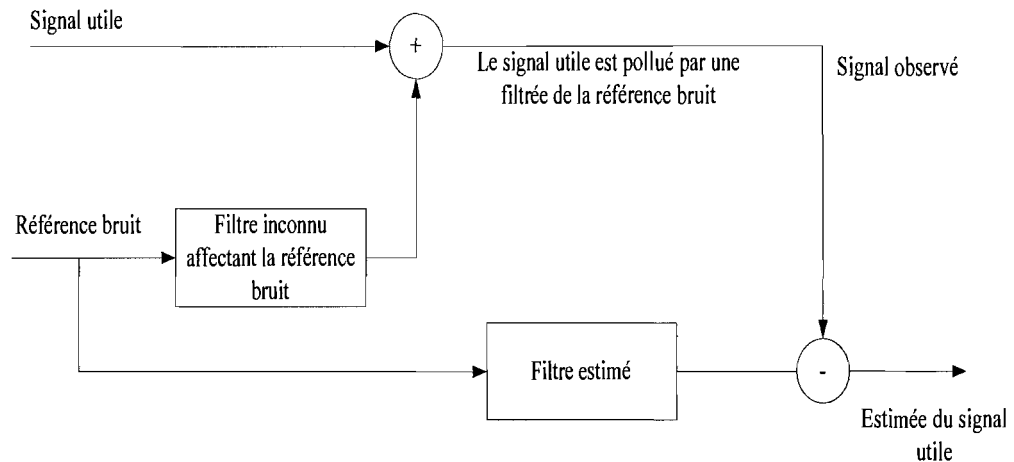 Signal utile
+
Le signal utile est pollué par une
filtrée de la référence bruit
Signal observé
Référence bruit
Filtre inconnu
affectant la référence
bruit
Filtre estimé
-
Estimée du signal
utile